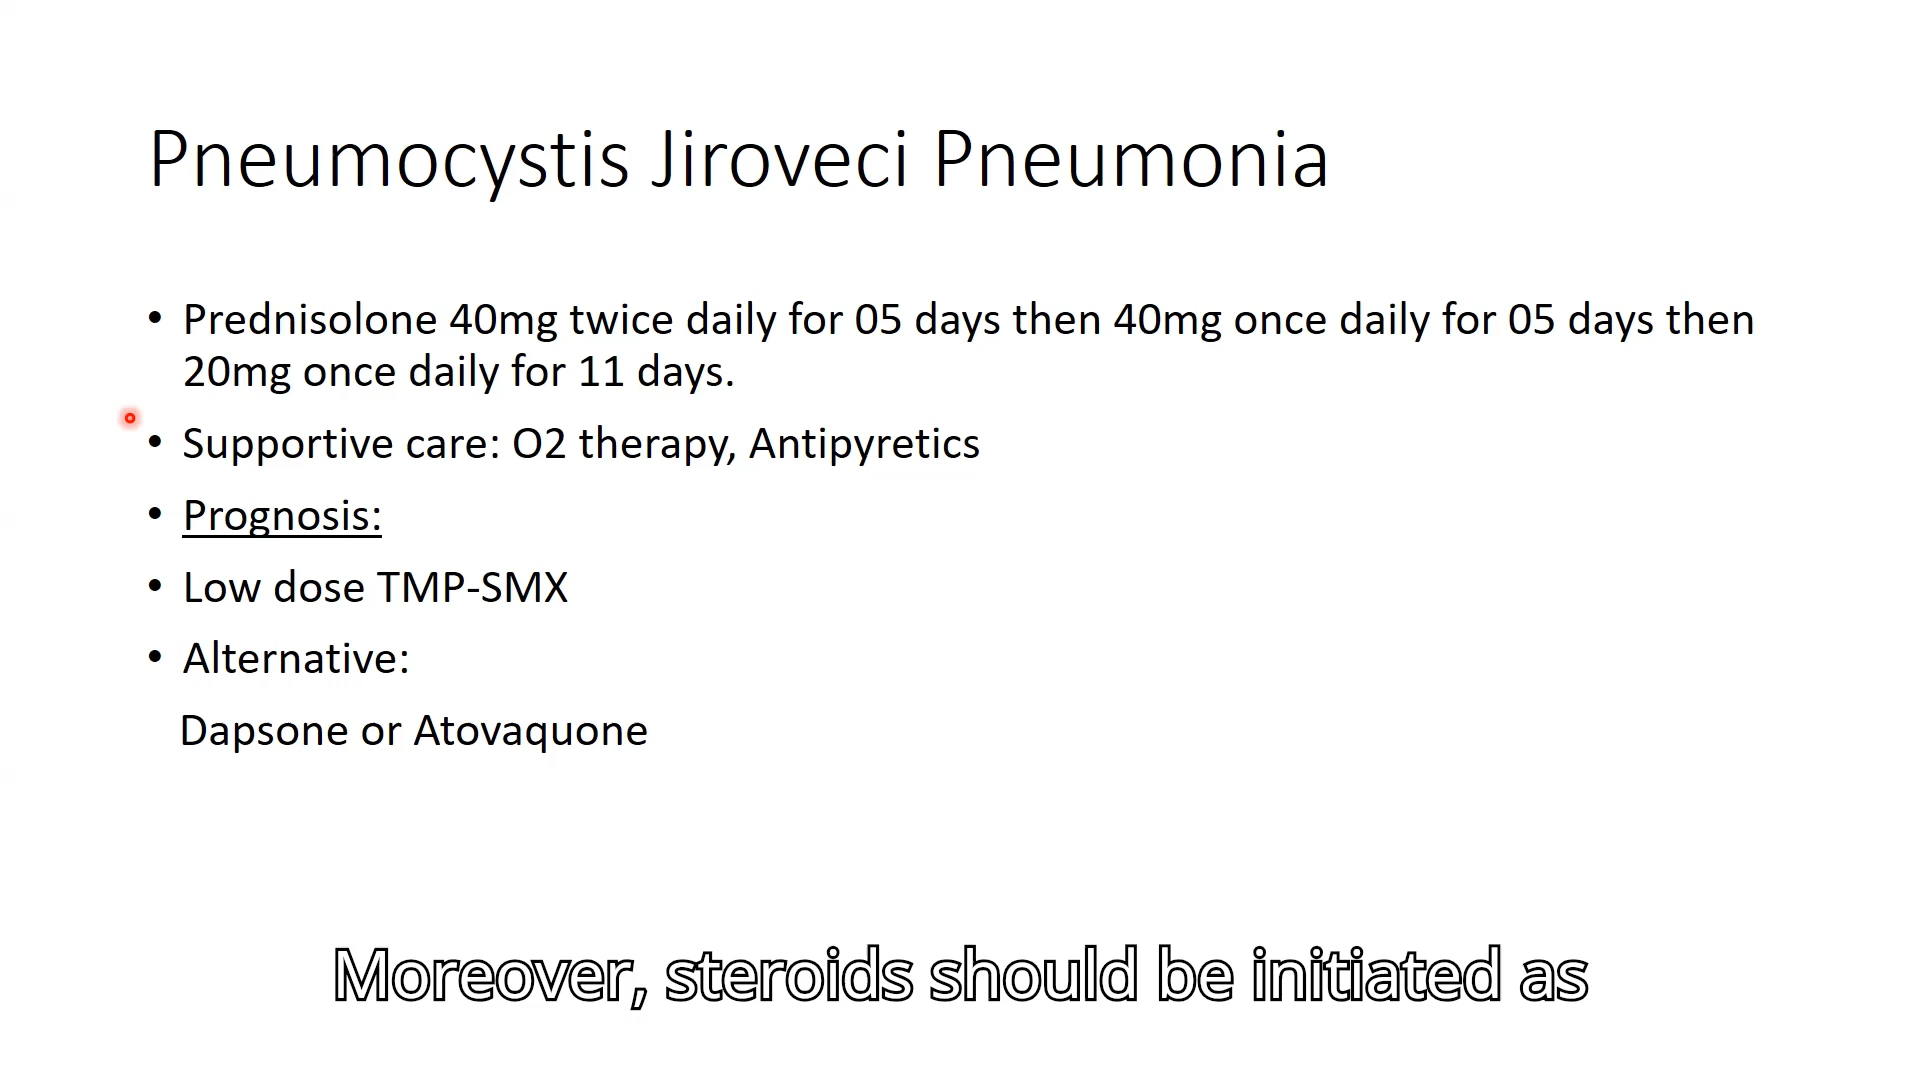 Pneumocystis Jiroveci Pneumonia
• Prednisolone 40mg twice daily for 05 days then 40mg once daily for 05 days then
20mg once daily for 11 days.
• Supportive care: O2 therapy, Antipyretics
• Prognosis:
• Low dose TMP-SMX
• Alternative:
Dapsone or Atovaquone
Moreover, steroids should be initiated as